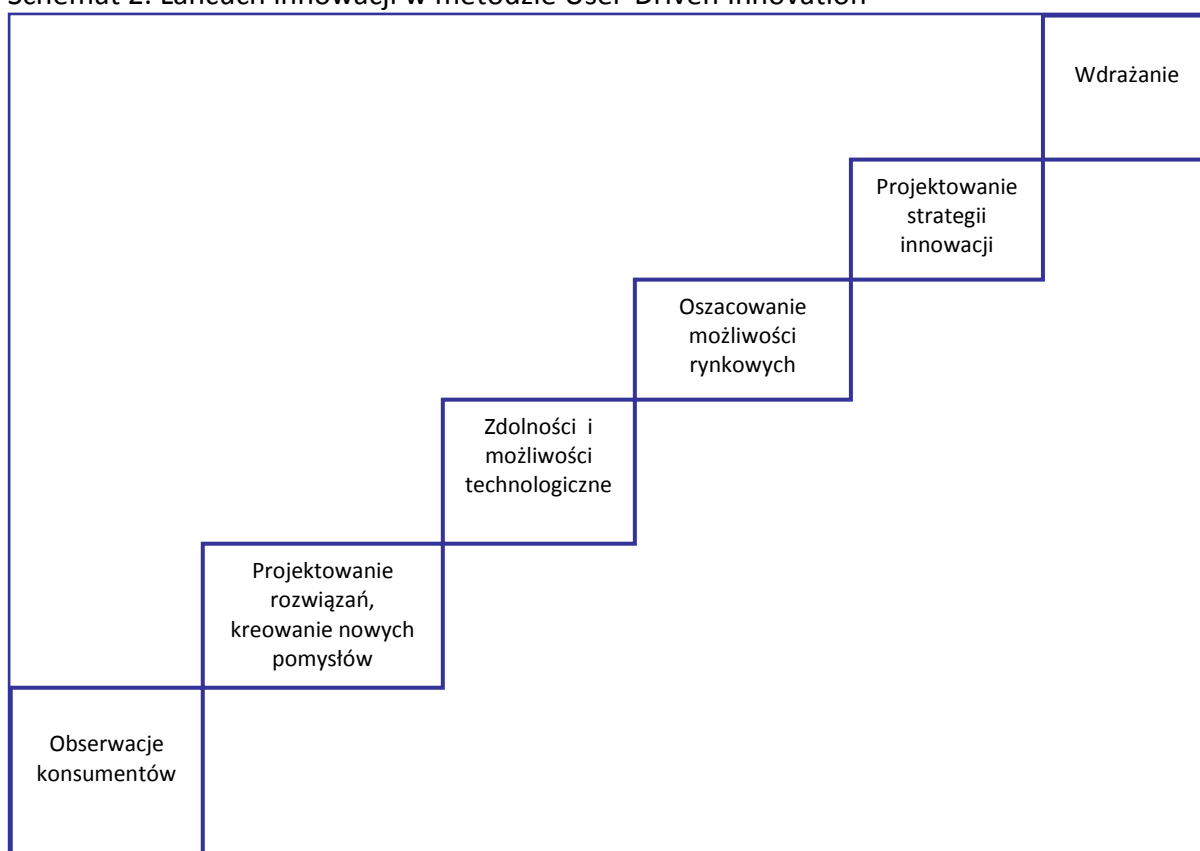 Schemat 2. Łańcuch innowacji w metodzie User-Driven Innovation
Wdrażanie
Projektowanie
strategii
innowacji
Oszacowanie
możliwości
rynkowych
Zdolności i
możliwości
technologiczne
Projektowanie
rozwiązań,
kreowanie nowych
pomysłów
Obserwacje
konsumentów